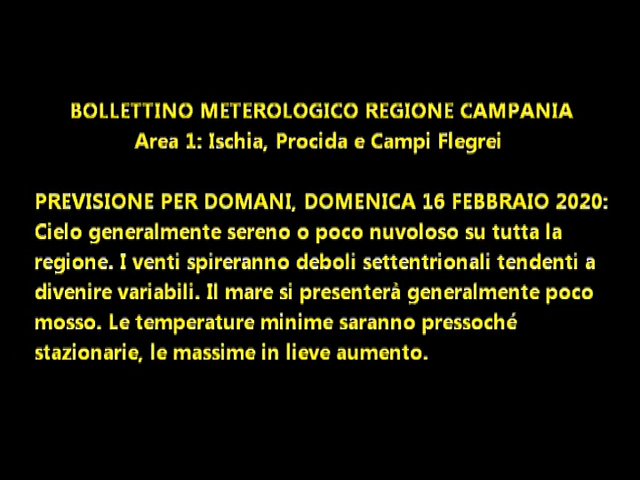 BOLLETTINO METEROLOGICO REGIONE CAMPANIA
Area 1: Ischia, Procida e Campi Flegrei
PREVISIONE PER DOMANI, DOMENICA 16 FEBBRAIO 2020:
Cielo generalmente sereno o poco nuvoloso su tutta la
regione. I venti spireranno deboli settentrionali tendenti a
divenire variabili. Il mare si presenterà generalmente poco
mosso. Le temperature minime saranno pressoché
stazionarie, le massime in lieve aumento.